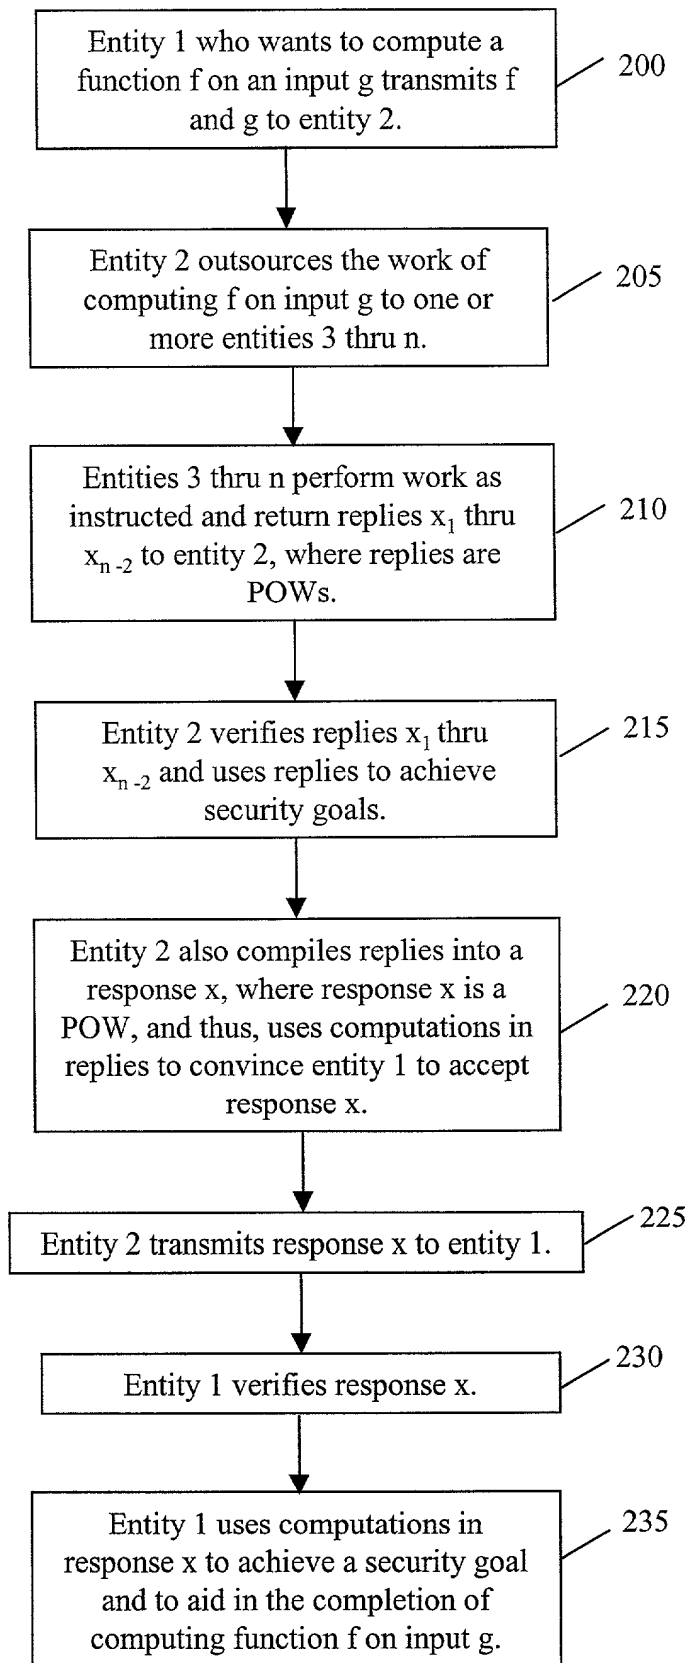 Entity 1 who wants to compute a
function f on an input g transmits f
and g to entity 2.
200
Entity 2 outsources the work of
computing f on input g to one or
more entities 3 thru n.
205
Entities 3 thru n perform work as
instructed and return replies x₁ thru
xₙ₋₂ to entity 2, where replies are
POWs.
210
Entity 2 verifies replies x₁ thru
xₙ₋₂ and uses replies to achieve
security goals.
215
Entity 2 also compiles replies into a
response x, where response x is a
POW, and thus, uses computations in
replies to convince entity 1 to accept
response x.
220
Entity 2 transmits response x to entity 1.
225
Entity 1 verifies response x.
230
Entity 1 uses computations in
response x to achieve a security goal
and to aid in the completion of
computing function f on input g.
235